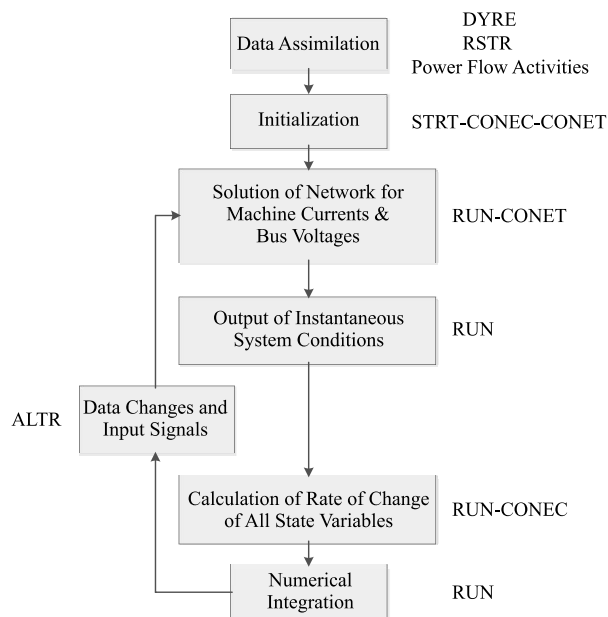 DYRE
Data Assimilation
RSTR
Power Flow Activities
Initialization
STRT-CONEC-CONET
Solution of Network for
Machine Currents &
Bus Voltages
RUN-CONET
Output of Instantaneous
System Conditions
RUN
ALTR
Data Changes and
Input Signals
Calculation of Rate of Change
of All State Variables
RUN-CONEC
Numerical
Integration
RUN